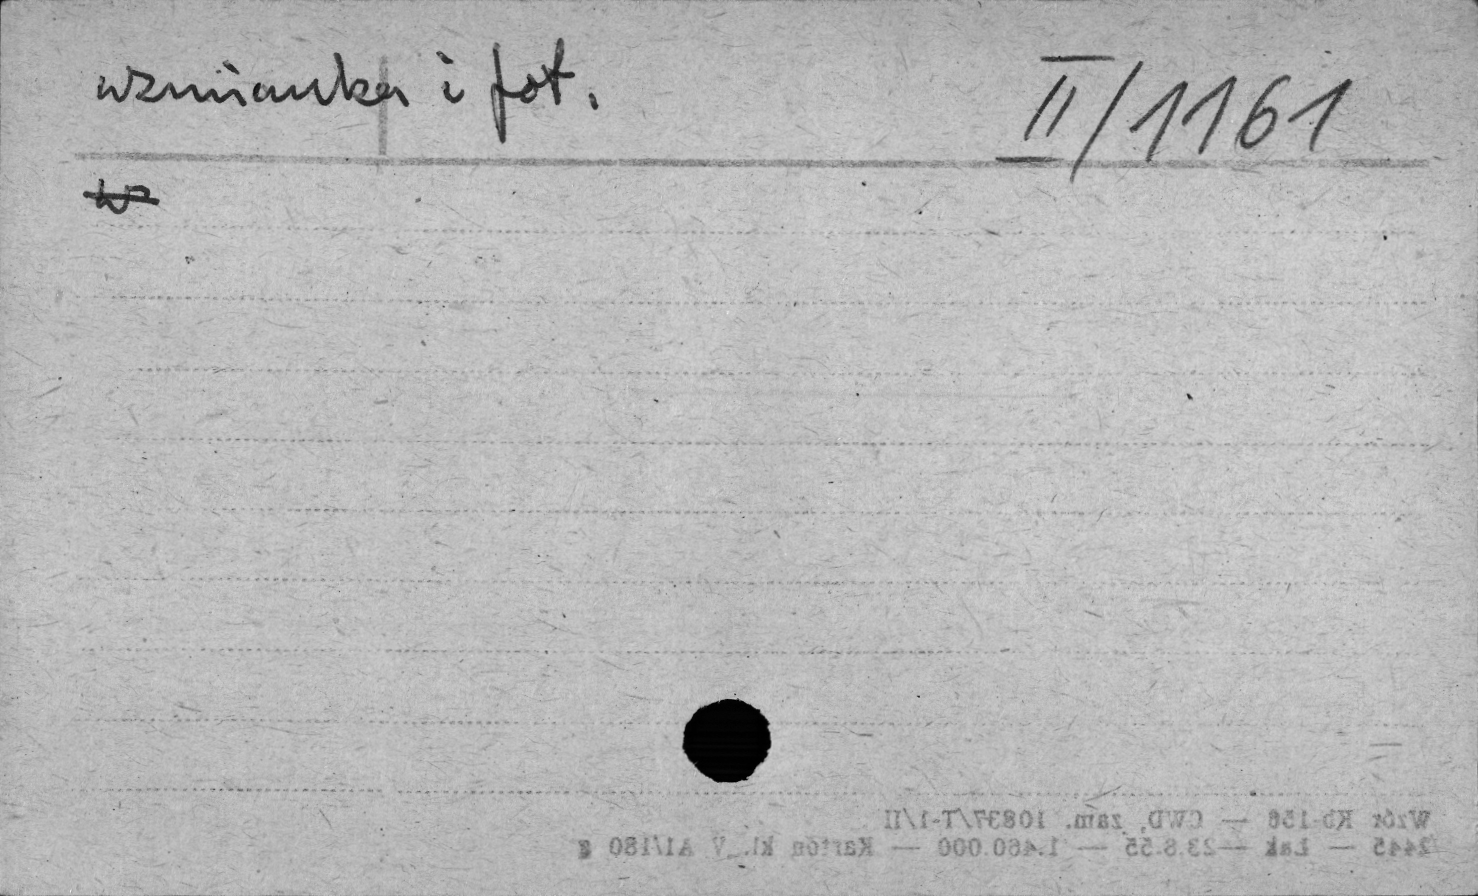 wzmianka i fot.
II/1161
Wzór Kb-156 — CWD, zam. 10837/T-1/II
2445 — Łak — 23.8.55 — 1.460.000 — Karton kl. V A1/180 g